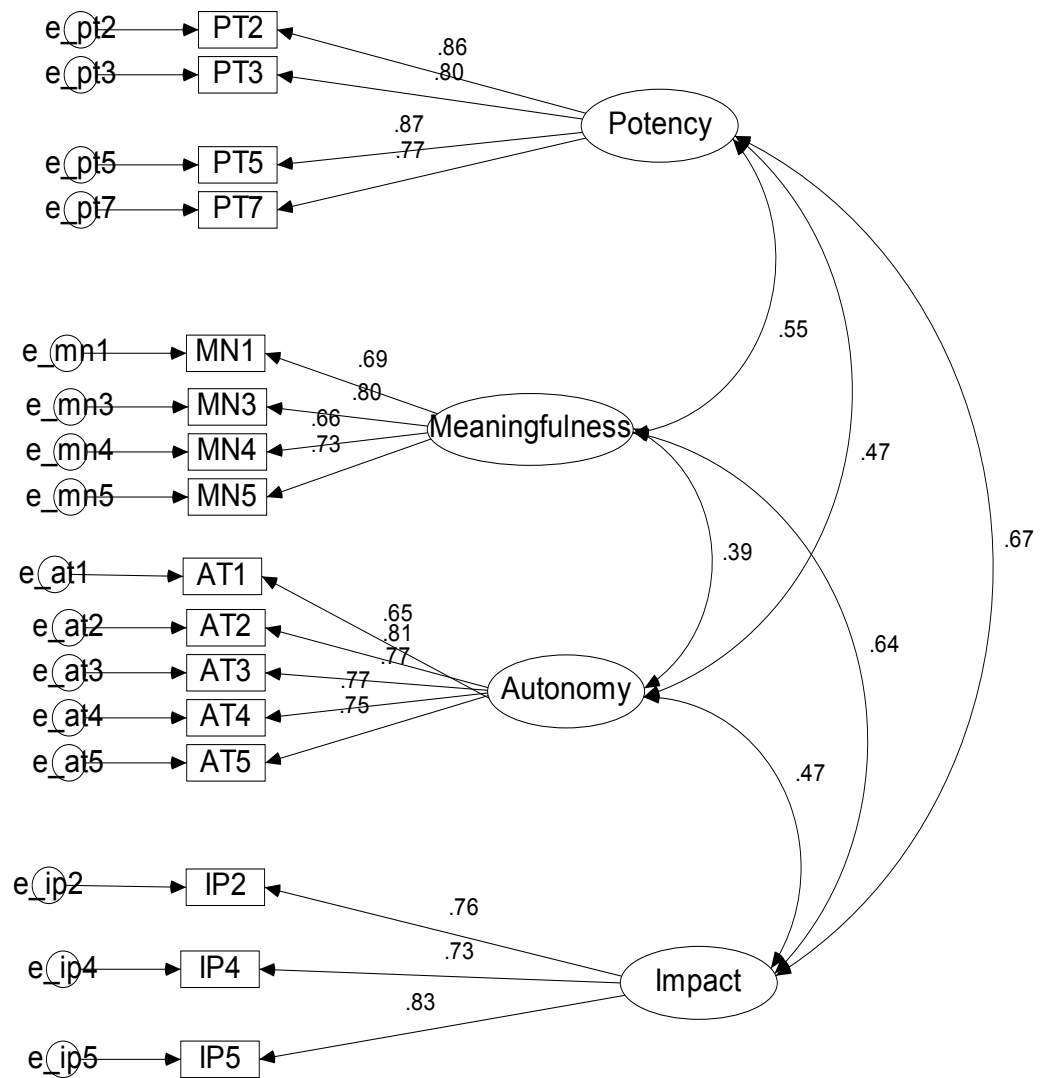 e_pt2 PT2
.86
e_pt3 PT3
.80
Potency
.87
e_pt5 PT5
.77
e_pt7 PT7
.55
e_mn1 MN1
.69
.80
e_mn3 MN3
.66
Meaningfulness
e_mn4 MN4
.73
.47
e_mn5 MN5
.39
.67
e_at1 AT1
.65
e_at2 AT2
.81
.77
.64
e_at3 AT3
.77
Autonomy
e_at4 AT4
.75
e_at5 AT5
.47
e_ip2 IP2
.76
.73
e_ip4 IP4
Impact
.83
e_ip5 IP5